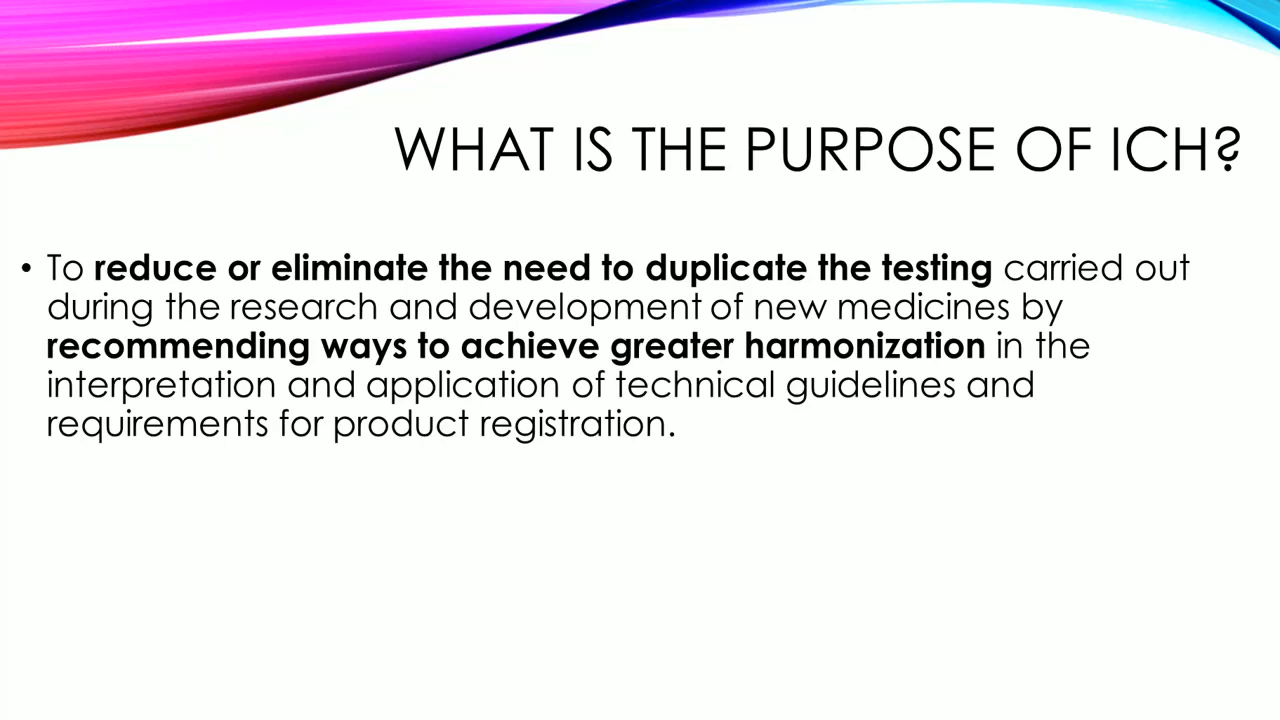 WHAT IS THE PURPOSE OF ICH?
• To reduce or eliminate the need to duplicate the testing carried out
during the research and development of new medicines by
recommending ways to achieve greater harmonization in the
interpretation and application of technical guidelines and
requirements for product registration.